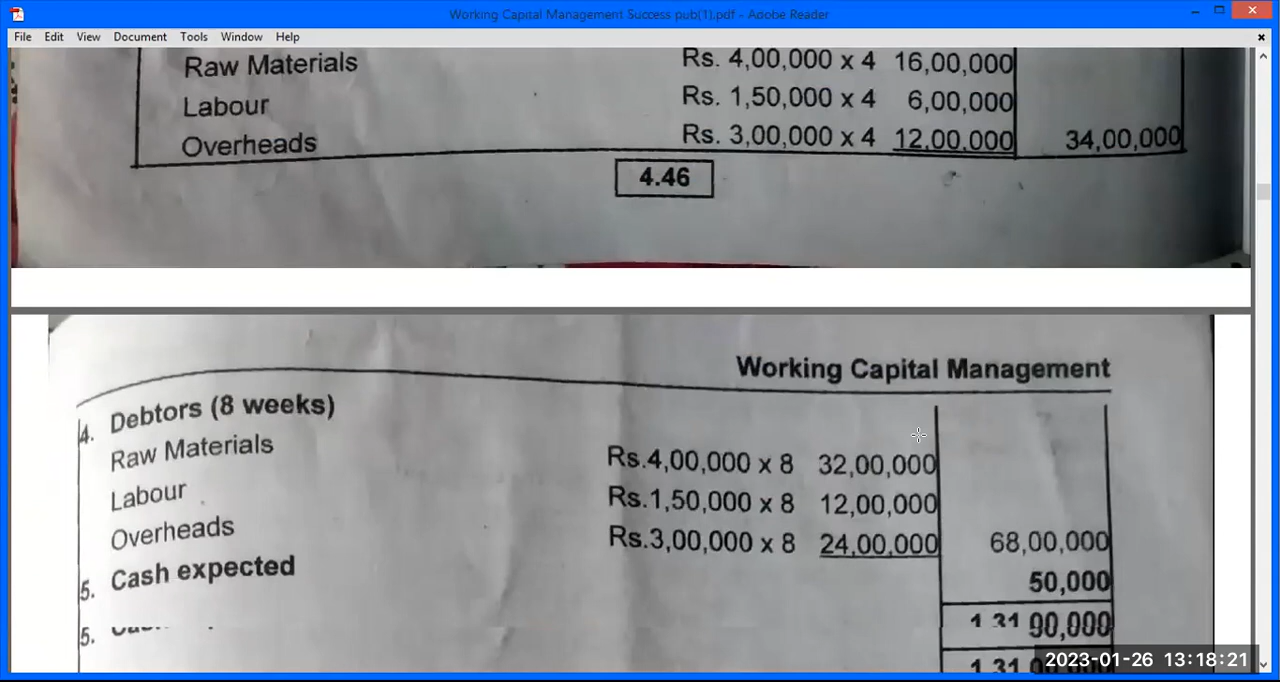 Working Capital Management Success pub(1).pdf - Adobe Reader
File Edit View Document Tools Window Help
Raw Materials Rs. 4,00,000 x 4 16,00,000
Labour Rs. 1,50,000 x 4 6,00,000
Overheads Rs. 3,00,000 x 4 12,00,000 34,00,000
4.46
Working Capital Management
4. Debtors (8 weeks)
Raw Materials Rs.4,00,000 x 8 32,00,000
Labour Rs.1,50,000 x 8 12,00,000
Overheads Rs.3,00,000 x 8 24,00,000 68,00,000
5. Cash expected 50,000
5.
90,000
2023-01-26 13:18:21